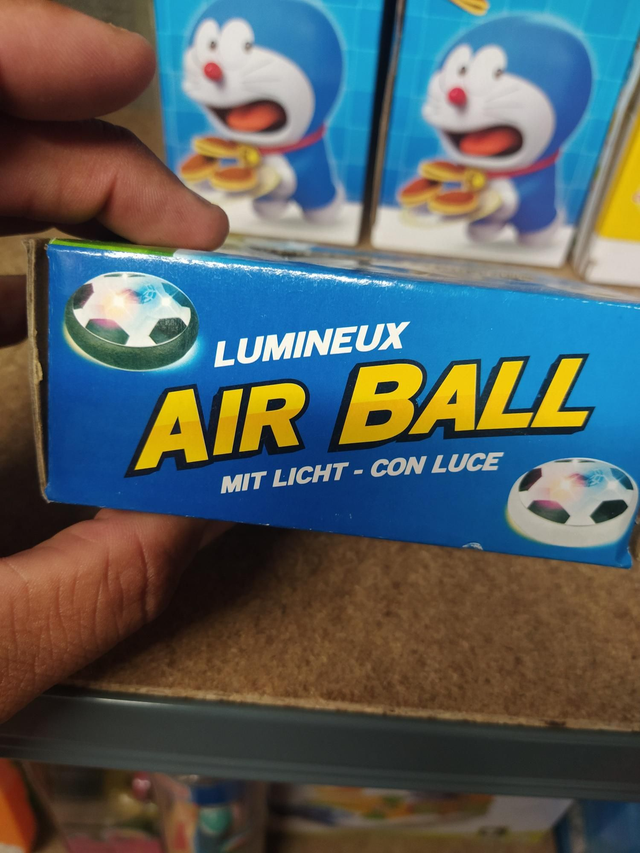 LUMINEUX
AIR BALL
MIT LICHT - CON LUCE